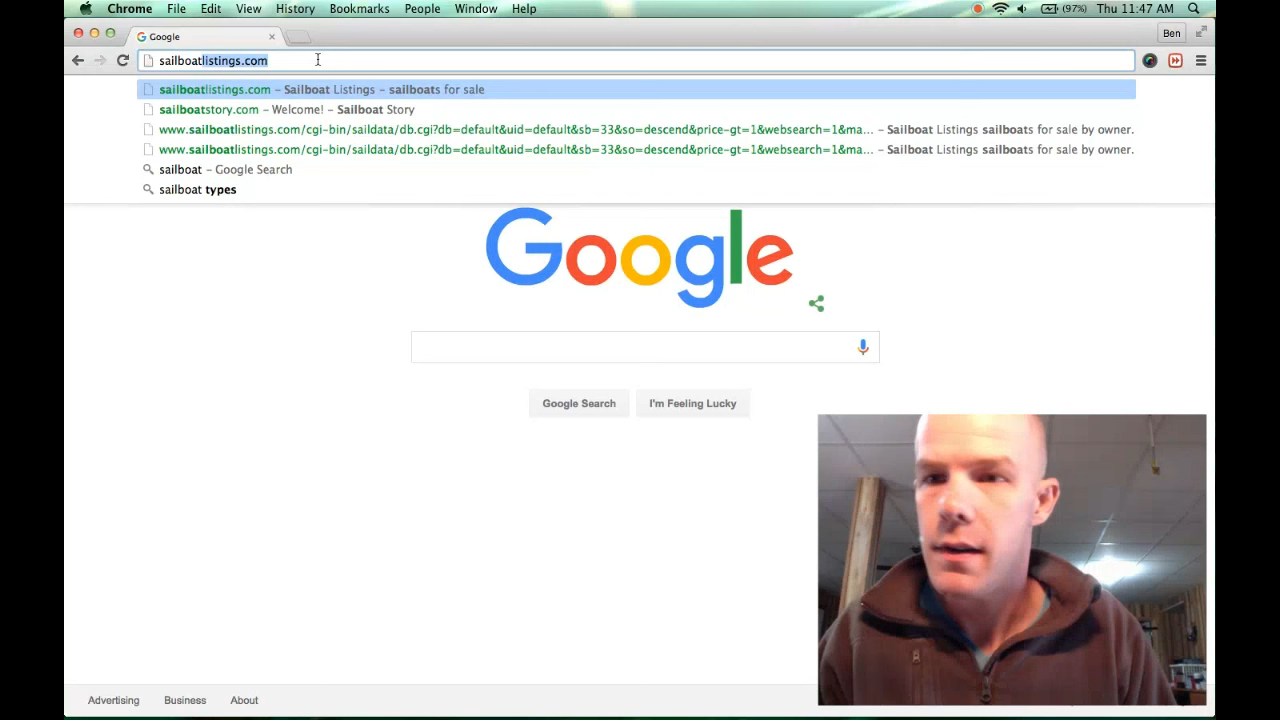 Chrome File Edit View History Bookmarks People Window Help (97%) Thu 11:47 AM
Google Ben
sailboatlistings.com
sailboatlistings.com – Sailboat Listings – sailboats for sale
sailboatstory.com – Welcome! – Sailboat Story
www.sailboatlistings.com/cgi-bin/saildata/db.cgi?db=default&uid=default&sb=33&so=descend&price-gt=1&websearch=1&ma... – Sailboat Listings sailboats for sale by owner.
www.sailboatlistings.com/cgi-bin/saildata/db.cgi?db=default&uid=default&sb=33&so=descend&price-gt=1&websearch=1&ma... – Sailboat Listings sailboats for sale by owner.
sailboat – Google Search
sailboat types
Google
Google Search I'm Feeling Lucky
Advertising Business About